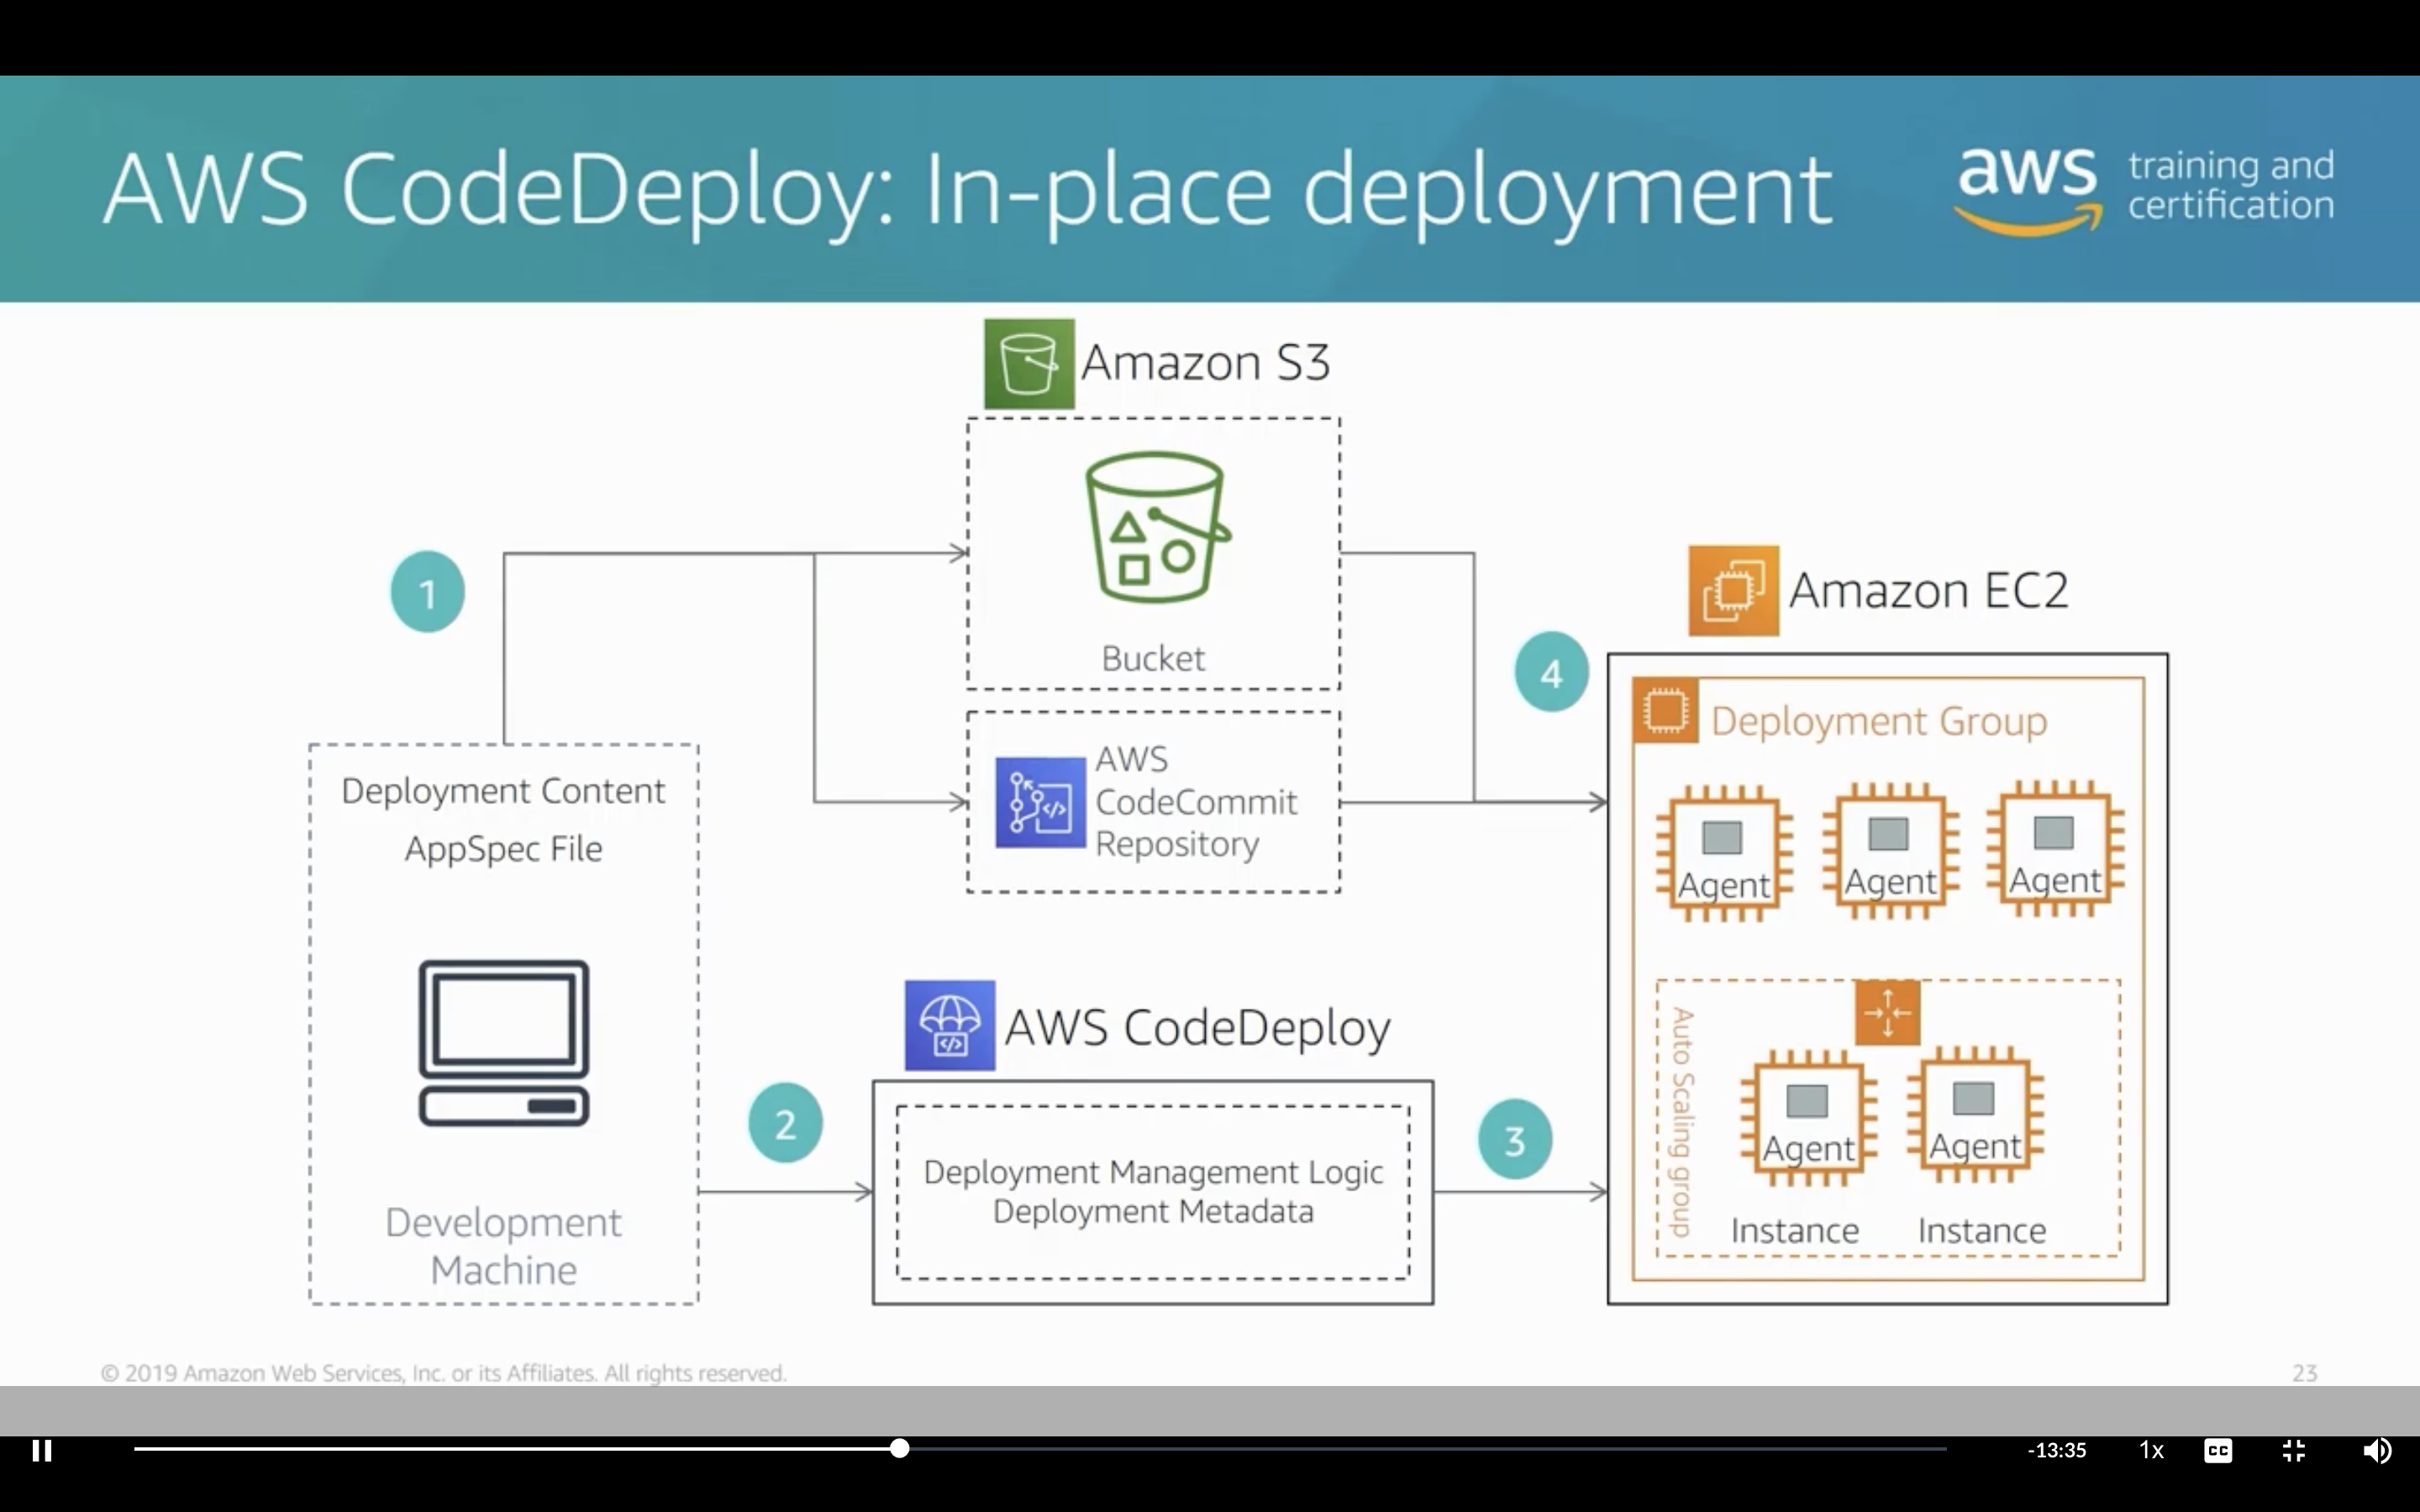 AWS CodeDeploy: In-place deployment
aws training and
certification
Amazon S3
Bucket
1
AWS
CodeCommit
Repository
Deployment Content
AppSpec File
Development
Machine
2
AWS CodeDeploy
Deployment Management Logic
Deployment Metadata
3
4
Amazon EC2
Deployment Group
Agent
Agent
Agent
Auto Scaling group
Agent
Agent
Instance
Instance
© 2019 Amazon Web Services, Inc. or its Affiliates. All rights reserved.
23
-13:35
1x
CC